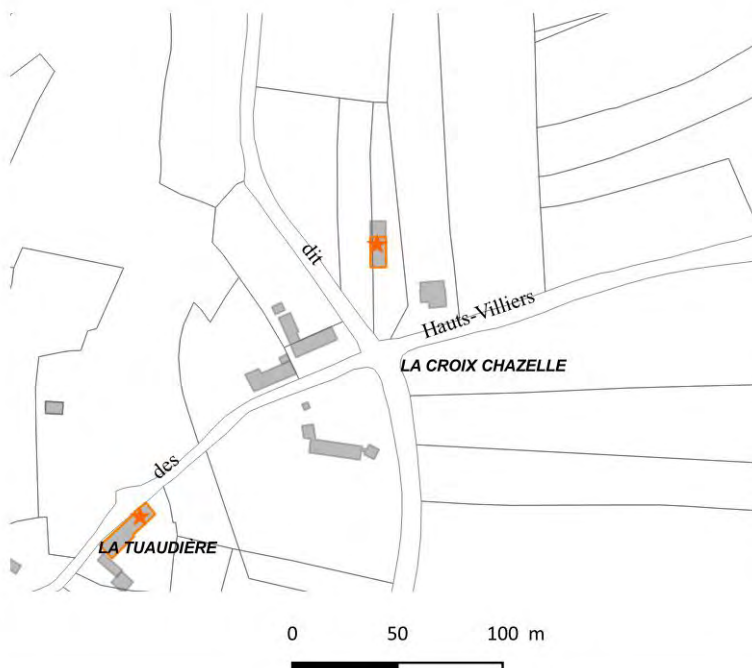 dit
Hauts-Villiers
LA CROIX CHAZELLE
des
LA TUAUDIÈRE
0 50 100 m